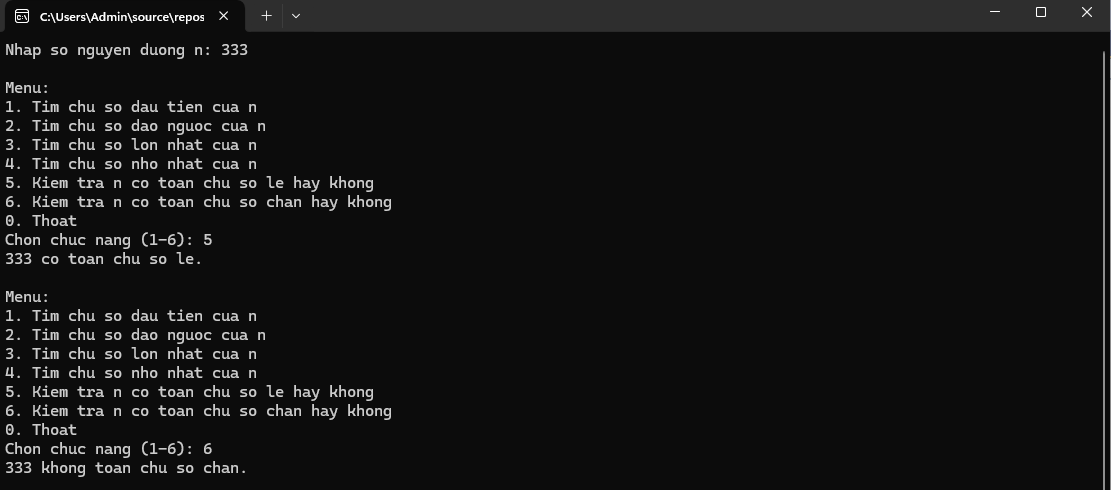 C:\Users\Admin\source\repos
Nhap so nguyen duong n: 333
Menu:
1. Tim chu so dau tien cua n
2. Tim chu so dao nguoc cua n
3. Tim chu so lon nhat cua n
4. Tim chu so nho nhat cua n
5. Kiem tra n co toan chu so le hay khong
6. Kiem tra n co toan chu so chan hay khong
0. Thoat
Chon chuc nang (1-6): 5
333 co toan chu so le.
Menu:
1. Tim chu so dau tien cua n
2. Tim chu so dao nguoc cua n
3. Tim chu so lon nhat cua n
4. Tim chu so nho nhat cua n
5. Kiem tra n co toan chu so le hay khong
6. Kiem tra n co toan chu so chan hay khong
0. Thoat
Chon chuc nang (1-6): 6
333 khong toan chu so chan.